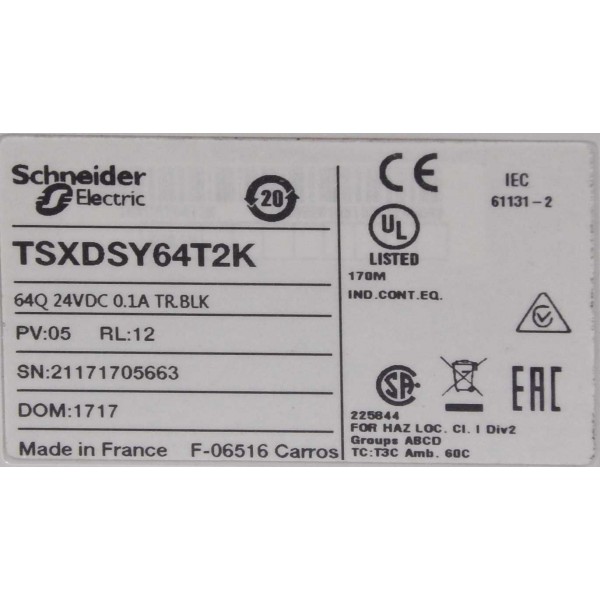 Schneider
Electric
20
TSXDSY64T2K
64Q 24VDC 0.1A TR.BLK
PV:05 RL:12
SN:21171705663
DOM:1717
Made in France F-06516 Carros
CE
IEC
61131-2
UL
LISTED
170M
IND.CONT.EQ.
SA
EAC
225844
FOR HAZ LOC. Cl. I Div2
Groups ABCD
TC:T3C Amb. 60C